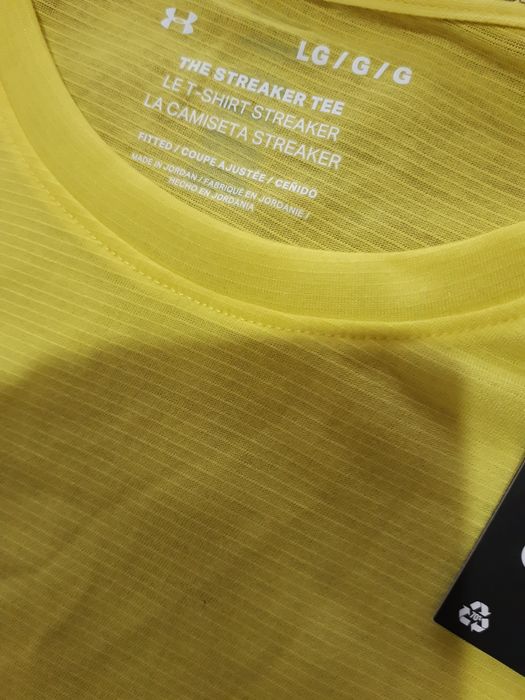 LG / G / G
THE STREAKER TEE
LE T-SHIRT STREAKER
LA CAMISETA STREAKER
FITTED / COUPE AJUSTÉE / CEÑIDO
MADE IN JORDAN / FABRIQUÉ EN JORDANIE /
HECHO EN JORDANIA